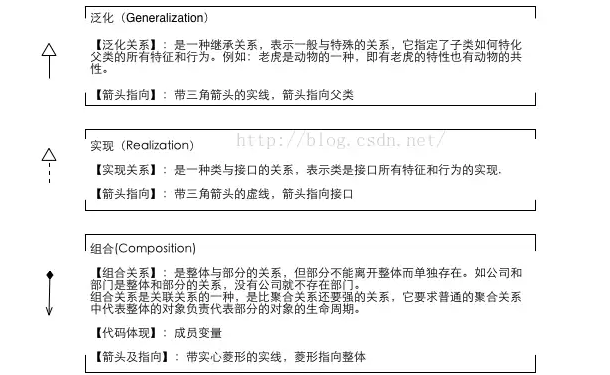 泛化（Generalization）
【泛化关系】：是一种继承关系，表示一般与特殊的关系，它指定了子类如何特化
父类的所有特征和行为。例如：老虎是动物的一种，即有老虎的特性也有动物的共
性。
【箭头指向】：带三角箭头的实线，箭头指向父类
http://blog.csdn.net/
实现（Realization）
【实现关系】：是一种类与接口的关系，表示类是接口所有特征和行为的实现.
【箭头指向】：带三角箭头的虚线，箭头指向接口
组合(Composition)
【组合关系】：是整体与部分的关系，但部分不能离开整体而单独存在。如公司和
部门是整体和部分的关系，没有公司就不存在部门。
组合关系是关联关系的一种，是比聚合关系还要强的关系，它要求普通的聚合关系
中代表整体的对象负责代表部分的对象的生命周期。
【代码体现】：成员变量
【箭头及指向】：带实心菱形的实线，菱形指向整体